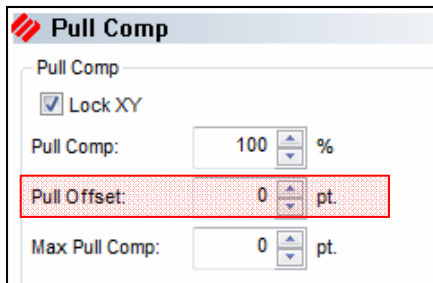 Pull Comp
Pull Comp
Lock XY
Pull Comp: 100 %
Pull Offset: 0 pt.
Max Pull Comp: 0 pt.